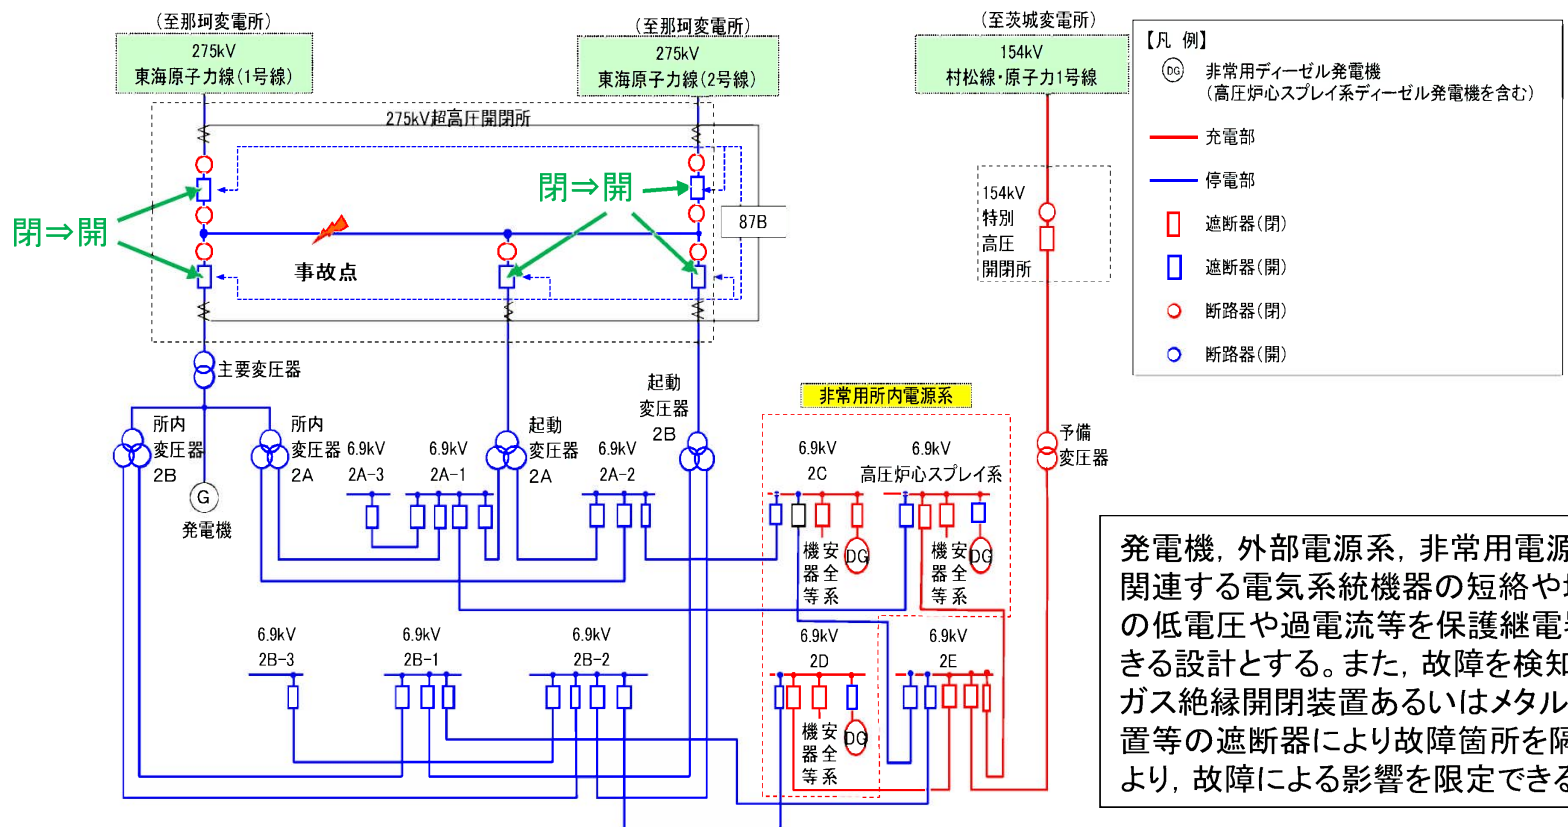 (至那珂変電所)
275kV
東海原子力線(1号線)
(至那珂変電所)
275kV
東海原子力線(2号線)
(至茨城変電所)
154kV
村松線・原子力1号線
【凡 例】
DG
非常用ディーゼル発電機
(高圧炉心スプレイ系ディーゼル発電機を含む)
充電部
停電部
遮断器(閉)
遮断器(開)
断路器(閉)
断路器(開)
275kV超高圧開閉所
閉⇒開
閉⇒開
87B
事故点
154kV
特別
高圧
開閉所
主要変圧器
所内
変圧器
2B
G
発電機
所内
変圧器
2A
6.9kV
2A-3
6.9kV
2A-1
起動
変圧器
2A
6.9kV
2A-2
起動
変圧器
2B
非常用所内電源系
6.9kV
2C
6.9kV
高圧炉心スプレイ系
予備
変圧器
安全系
機器等
DG
安全系
機器等
DG
6.9kV
2B-3
6.9kV
2B-1
6.9kV
2B-2
6.9kV
2D
6.9kV
2E
安全系
機器等
DG
発電機，外部電源系，非常用電源
関連する電気系統機器の短絡や
の低電圧や過電流等を保護継電
きる設計とする。また，故障を検知
ガス絶縁開閉装置あるいはメタル
置等の遮断器により故障箇所を隔
より，故障による影響を限定できる